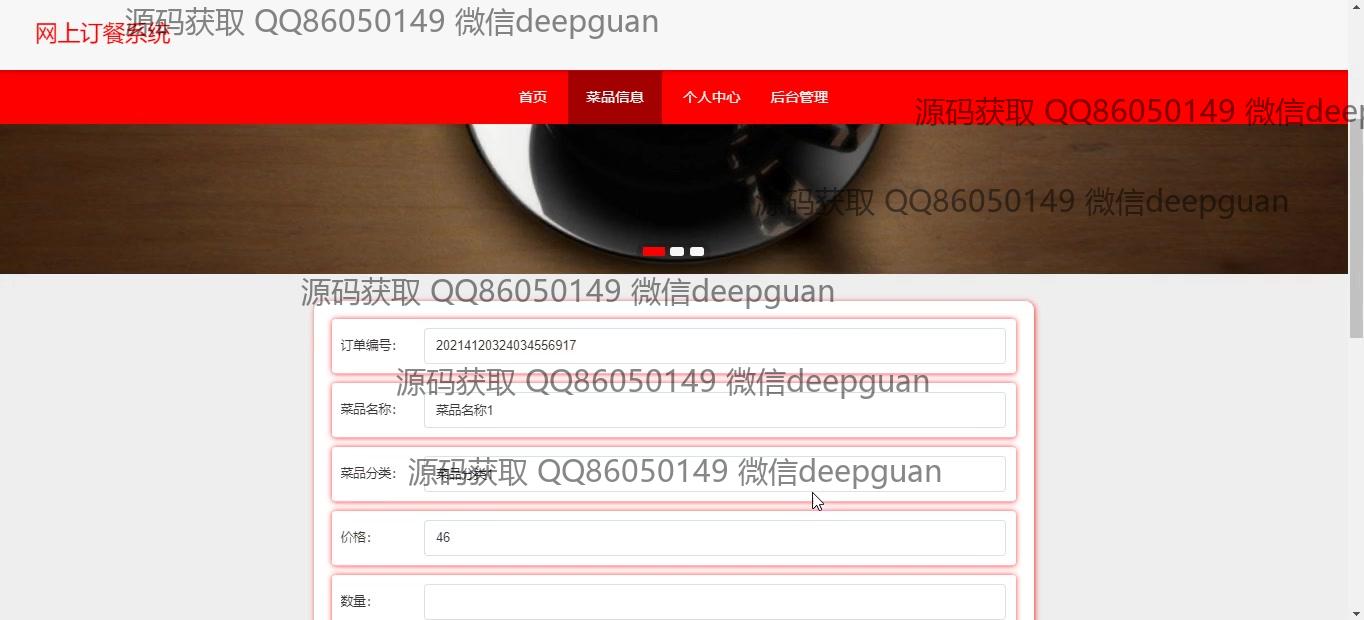 源码获取 QQ86050149 微信deepguan
网上订餐系统
首页 菜品信息 个人中心 后台管理
源码获取 QQ86050149 微信deep
源码获取 QQ86050149 微信deepguan
源码获取 QQ86050149 微信deepguan
订单编号： 20214120324034556917
源码获取 QQ86050149 微信deepguan
菜品名称： 菜品名称1
源码获取 QQ86050149 微信deepguan
菜品分类： 菜品分类1
价格： 46
数量：